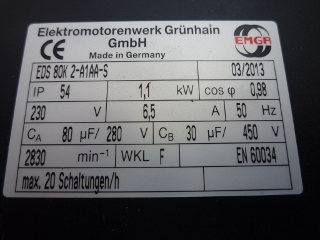 Elektromotorenwerk Grünhain
GmbH
EMGR
CE
Made in Germany
EDS 80K 2-A1AA-S 03/2013
IP 54 1,1 kW cos φ 0,98
230 V 6,5 A 50 Hz
CA 80 µF/ 280 V CB 30 µF/ 450 V
2830 min⁻¹ WKL F EN 60034
max. 20 Schaltungen/h